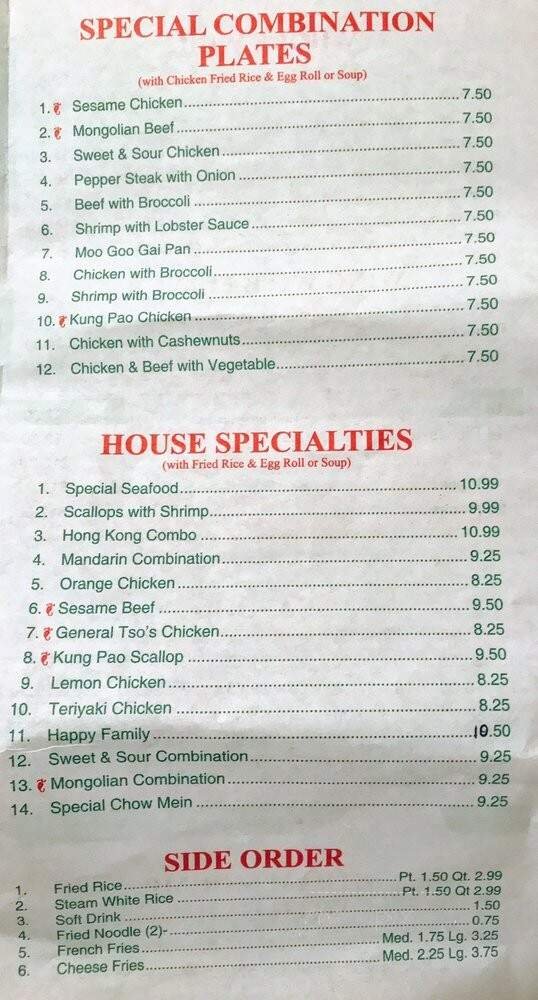 SPECIAL COMBINATION
PLATES
(with Chicken Fried Rice & Egg Roll or Soup)
1. Sesame Chicken 7.50
2. Mongolian Beef 7.50
3. Sweet & Sour Chicken 7.50
4. Pepper Steak with Onion 7.50
5. Beef with Broccoli 7.50
6. Shrimp with Lobster Sauce 7.50
7. Moo Goo Gai Pan 7.50
8. Chicken with Broccoli 7.50
9. Shrimp with Broccoli 7.50
10. Kung Pao Chicken 7.50
11. Chicken with Cashewnuts 7.50
12. Chicken & Beef with Vegetable 7.50
HOUSE SPECIALTIES
(with Fried Rice & Egg Roll or Soup)
1. Special Seafood 10.99
2. Scallops with Shrimp 9.99
3. Hong Kong Combo 10.99
4. Mandarin Combination 9.25
5. Orange Chicken 8.25
6. Sesame Beef 9.50
7. General Tso's Chicken 8.25
8. Kung Pao Scallop 9.50
9. Lemon Chicken 8.25
10. Teriyaki Chicken 8.25
11. Happy Family 10.50
12. Sweet & Sour Combination 9.25
13. Mongolian Combination 9.25
14. Special Chow Mein 9.25
SIDE ORDER
1. Fried Rice Pt. 1.50 Qt. 2.99
2. Steam White Rice Pt. 1.50 Qt 2.99
3. Soft Drink 1.50
4. Fried Noodle (2)- 0.75
5. French Fries Med. 1.75 Lg. 3.25
6. Cheese Fries Med. 2.25 Lg. 3.75